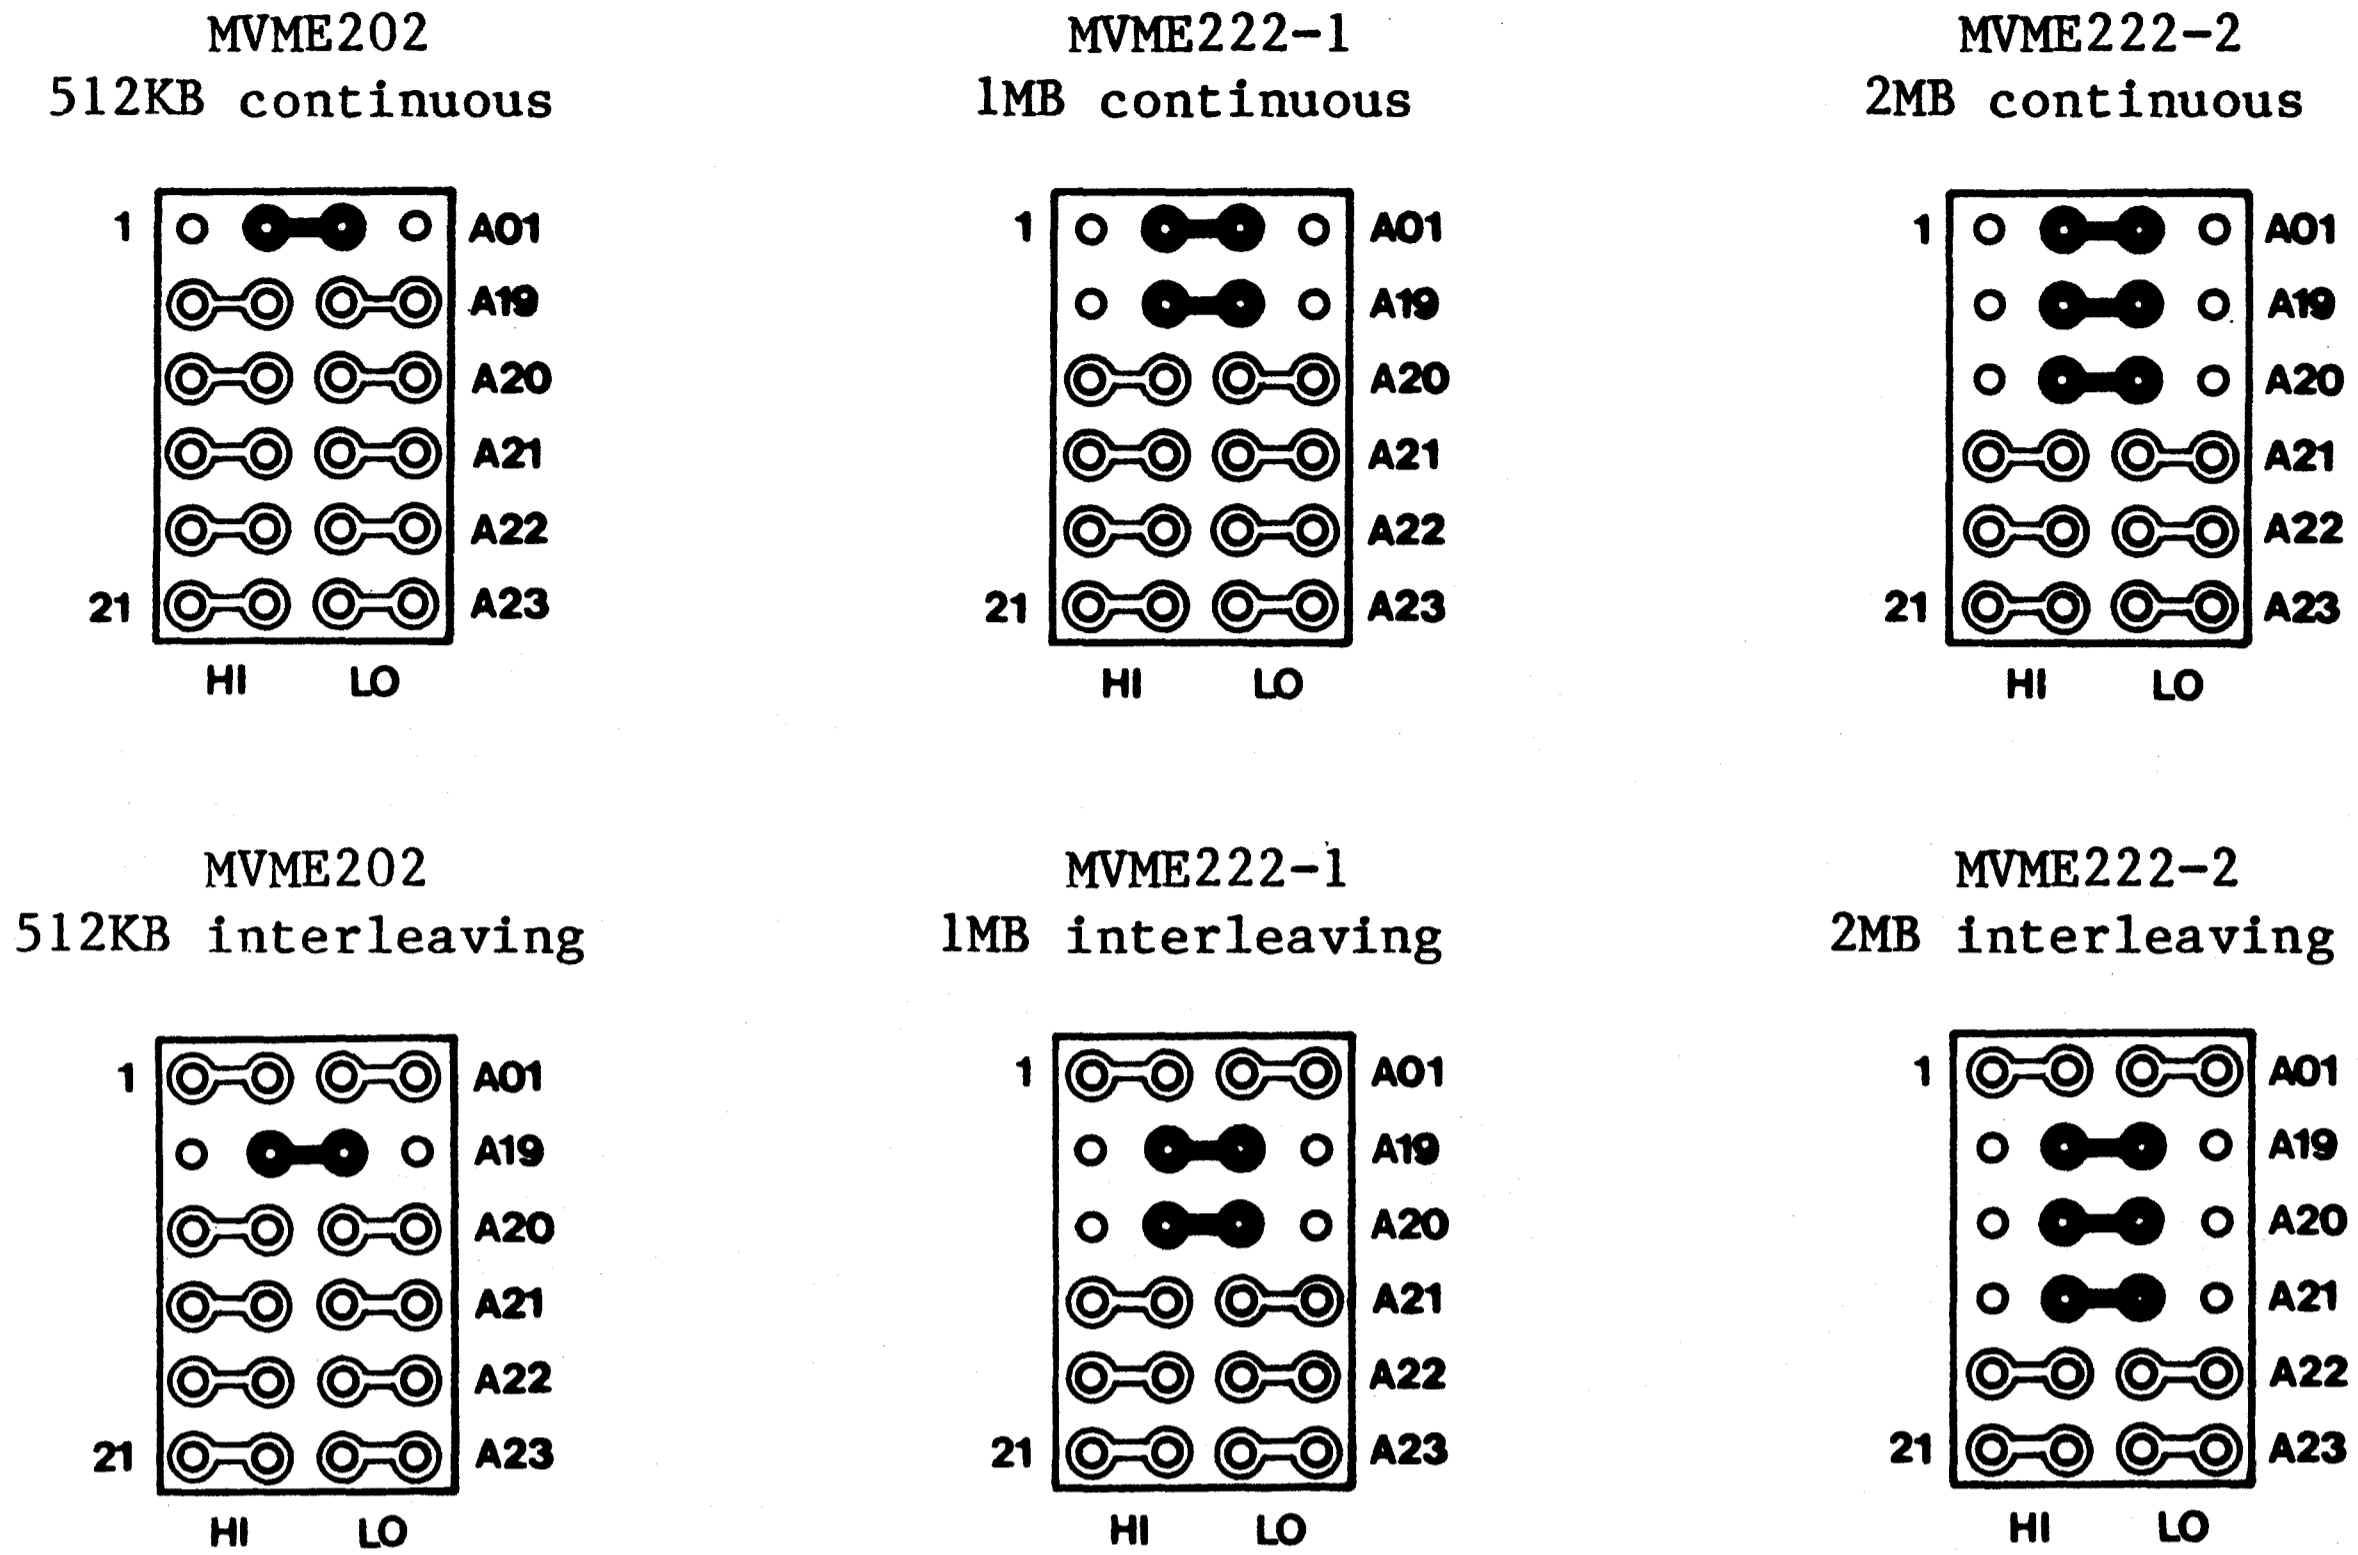 MVME202
512KB continuous
1 A01
A19
A20
A21
A22
21 A23
HI LO
MVME222-1
1MB continuous
1 A01
A19
A20
A21
A22
21 A23
HI LO
MVME222-2
2MB continuous
1 A01
A19
A20
A21
A22
21 A23
HI LO
MVME202
512KB interleaving
1 A01
A19
A20
A21
A22
21 A23
HI LO
MVME222-1
1MB interleaving
1 A01
A19
A20
A21
A22
21 A23
HI LO
MVME222-2
2MB interleaving
1 A01
A19
A20
A21
A22
21 A23
HI LO